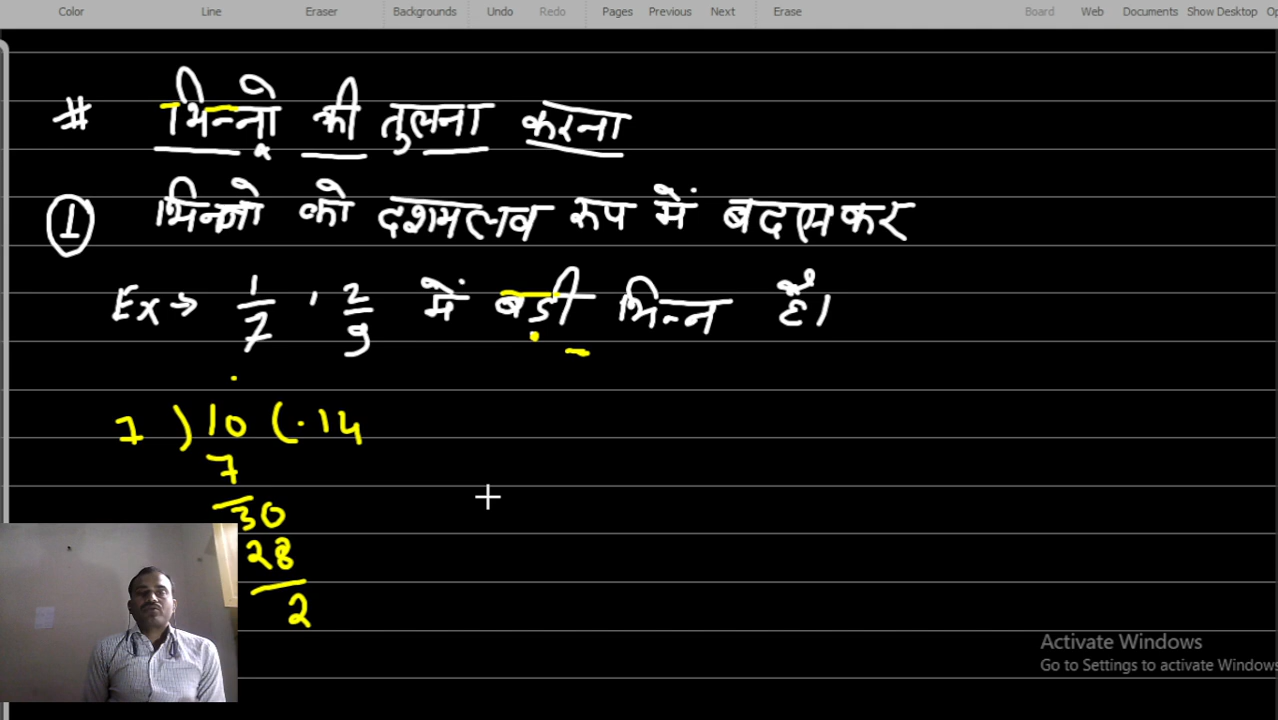 Color Line Eraser Backgrounds Undo Redo Pages Previous Next Erase Board Web Documents Show Desktop Op
# भिन्नो की तुलना करना
① भिन्नो को दशमलव रूप में बदलकर
Ex → 1/7 , 2/9 में बड़ी भिन्न है।
7 ) 10 ( .14
7
30
28
2
Activate Windows
Go to Settings to activate Windows